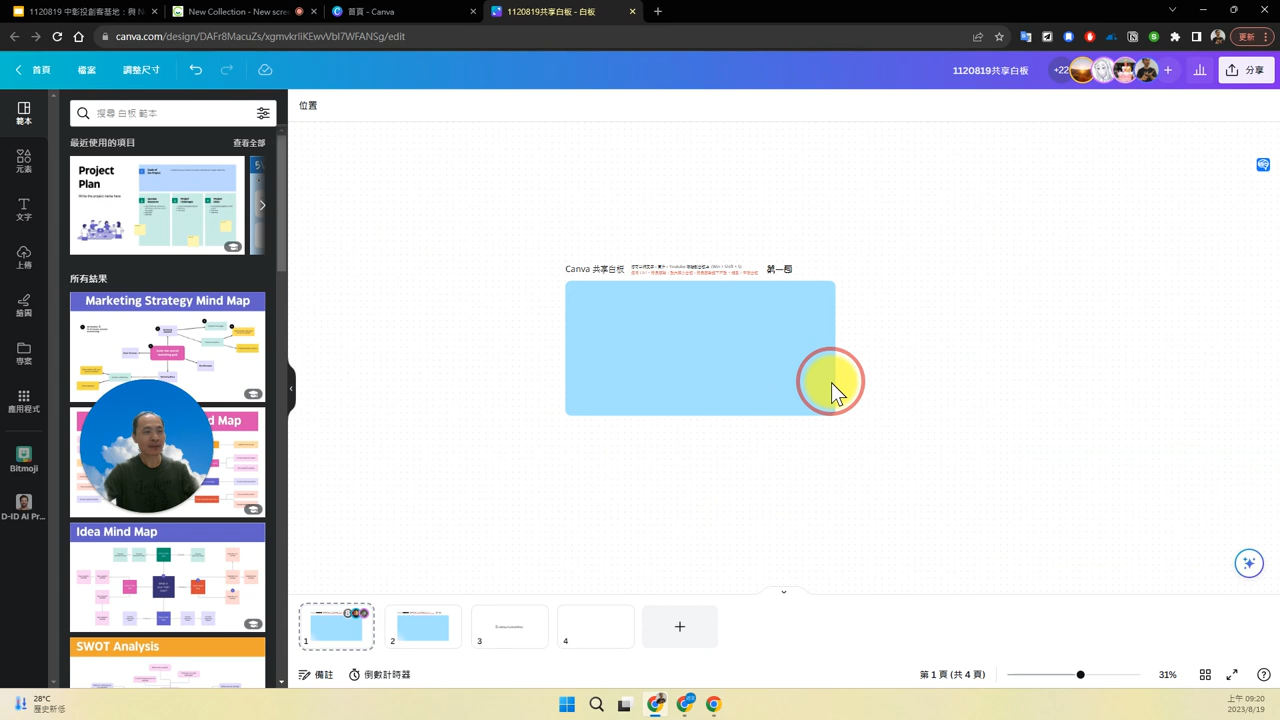 1120819 中彰投創客基地：與 N
New Collection - New scre
首頁 - Canva
1120819共享白板 - 白板
canva.com/design/DAFr8MacuZs/xgmvkrIiKEwvVbI7WFANSg/edit
更新
首頁
檔案
調整尺寸
1120819共享白板
+22
分享
範本
元素
文字
上傳
繪圖
專案
應用程式
Bitmoji
D-ID AI Pr...
搜尋 白板 範本
最近使用的項目
查看全部
Project
Plan
所有結果
Marketing Strategy Mind Map
d Map
Idea Mind Map
SWOT Analysis
位置
Canva 共享白板
第一組
1
2
3
4
備註
倒數計時器
第 1 頁 (共 4 頁)
31%
28°C
歷史新低
上午 09:20
2023/8/19